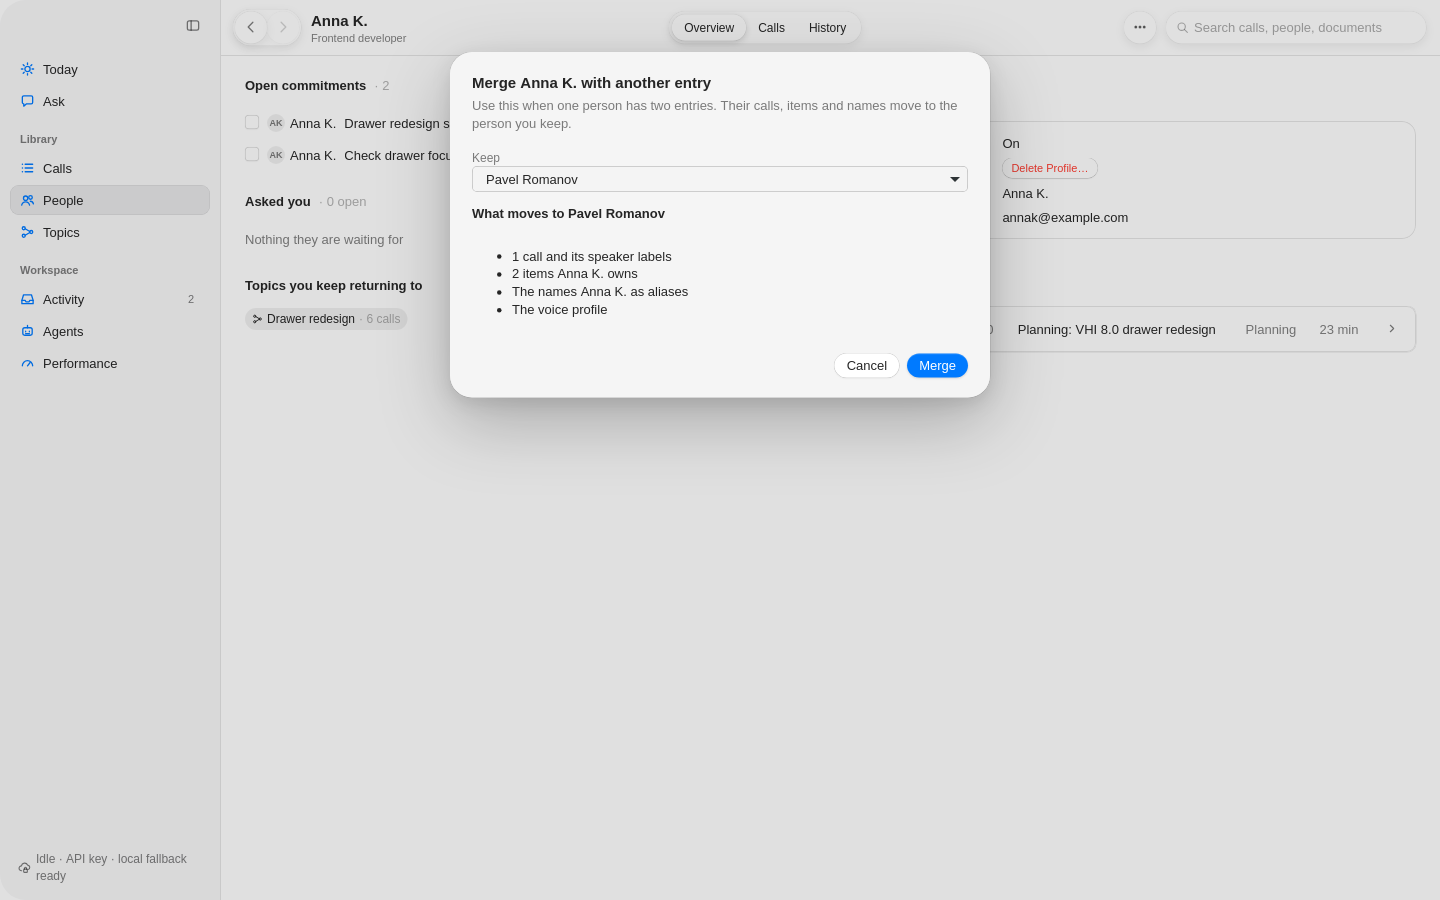 Anna K.
Frontend developer
Overview
Calls
History
Search calls, people, documents
Today
Ask
Library
Calls
People
Topics
Workspace
Activity 2
Agents
Performance
Idle · API key · local fallback
ready
Open commitments · 2
AK Anna K. Drawer redesign s
AK Anna K. Check drawer focu
Asked you · 0 open
Nothing they are waiting for
Topics you keep returning to
Drawer redesign · 6 calls
Merge Anna K. with another entry
Use this when one person has two entries. Their calls, items and names move to the
person you keep.
Keep
Pavel Romanov
What moves to Pavel Romanov
• 1 call and its speaker labels
• 2 items Anna K. owns
• The names Anna K. as aliases
• The voice profile
Cancel
Merge
On
Delete Profile…
Anna K.
annak@example.com
0 Planning: VHI 8.0 drawer redesign Planning 23 min